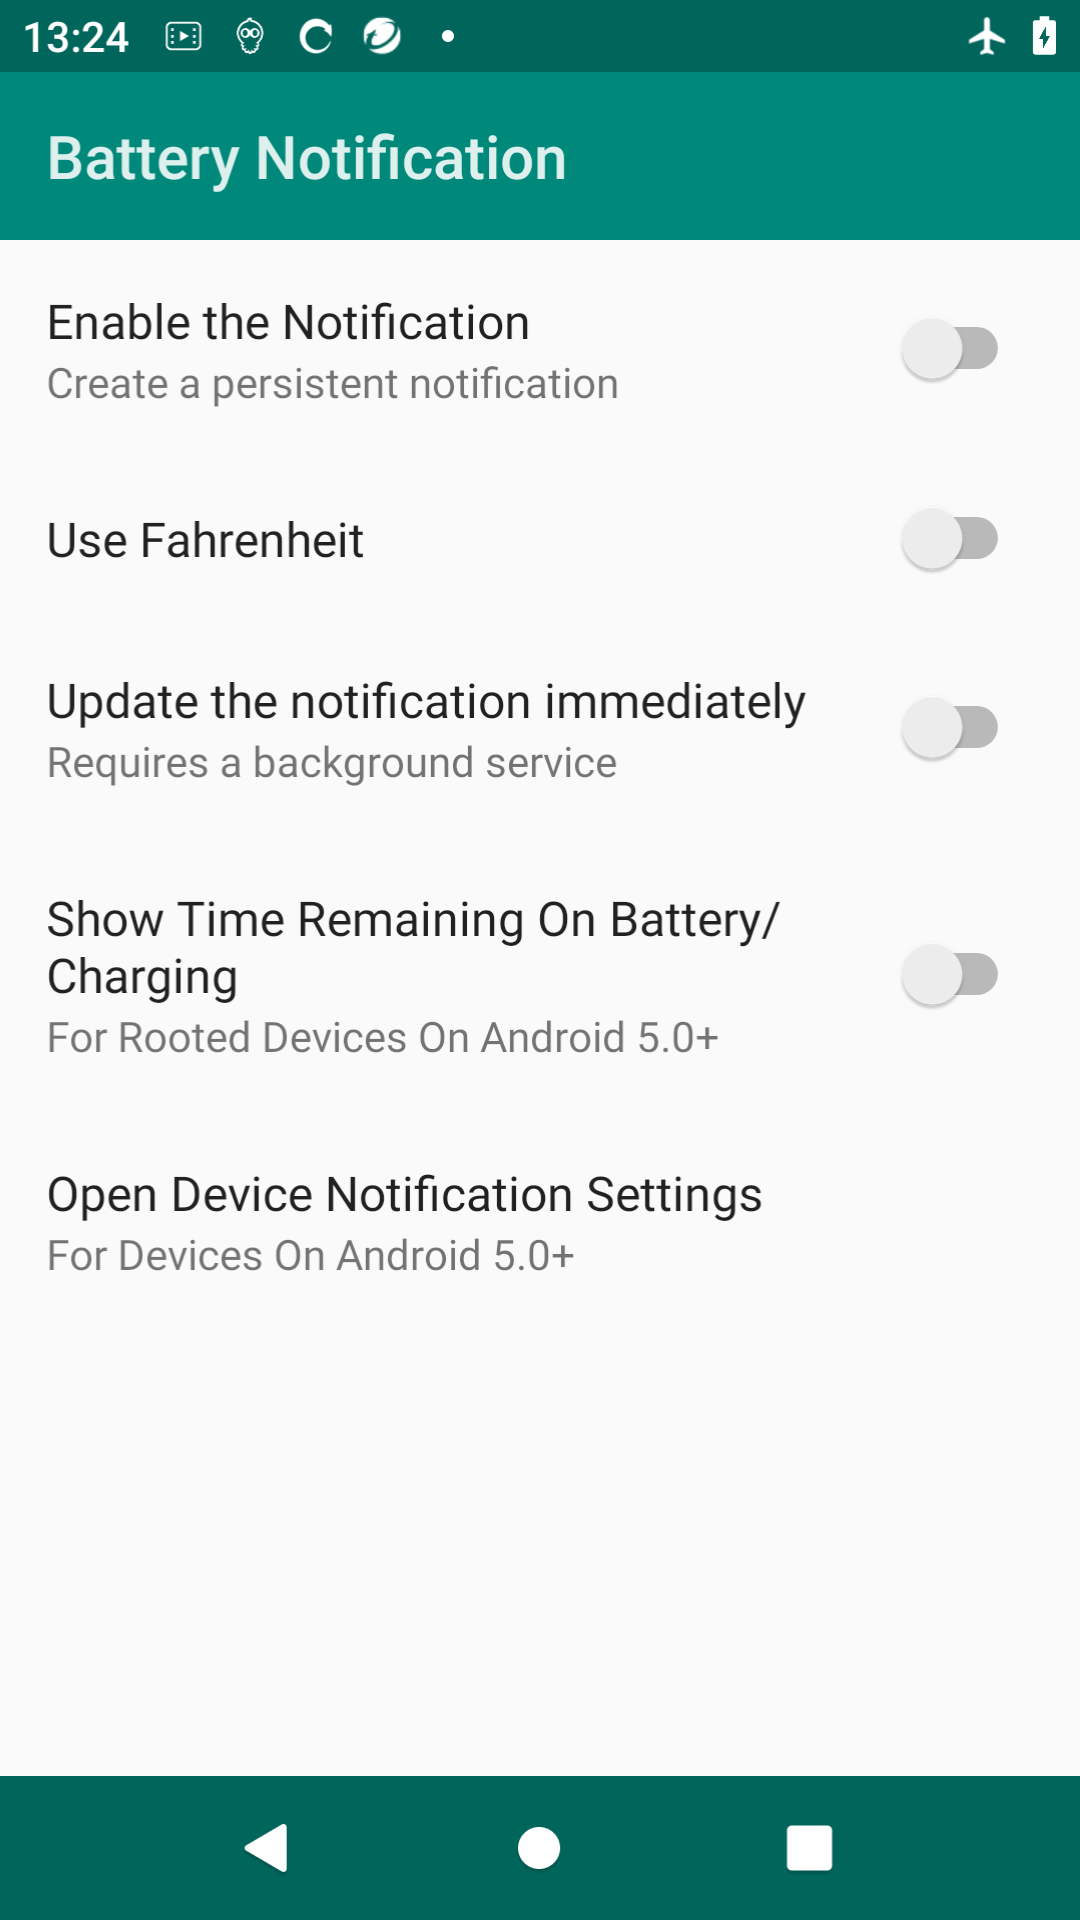 13:24
Battery Notification
Enable the Notification
Create a persistent notification
Use Fahrenheit
Update the notification immediately
Requires a background service
Show Time Remaining On Battery/
Charging
For Rooted Devices On Android 5.0+
Open Device Notification Settings
For Devices On Android 5.0+